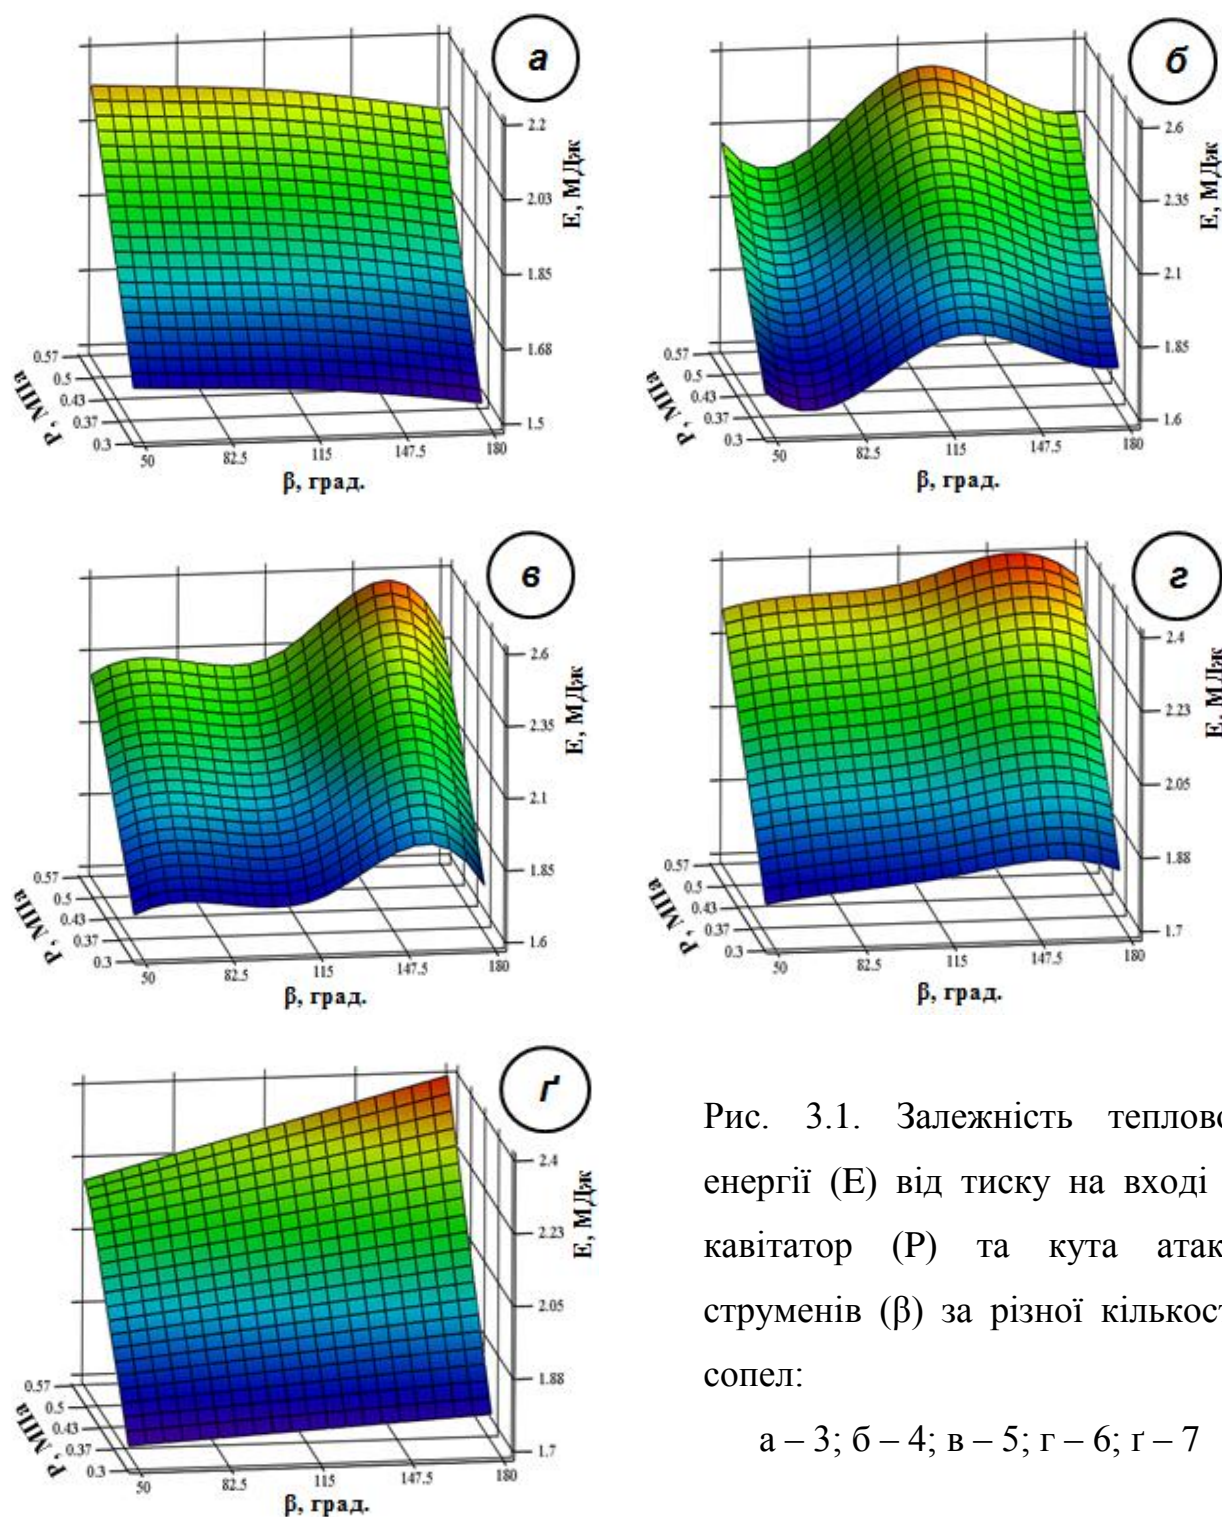 а
2.2
2.03
1.85
1.68
1.5
E, МДж
0.57
0.5
0.43
0.37
0.3
P, МПа
50
82.5
115
147.5
180
β, град.
б
2.6
2.35
2.1
1.85
1.6
E, МДж
0.57
0.5
0.43
0.37
0.3
P, МПа
50
82.5
115
147.5
180
β, град.
в
2.6
2.35
2.1
1.85
1.6
E, МДж
0.57
0.5
0.43
0.37
0.3
P, МПа
50
82.5
115
147.5
180
β, град.
г
2.4
2.23
2.05
1.88
1.7
E, МДж
0.57
0.5
0.43
0.37
0.3
P, МПа
50
82.5
115
147.5
180
β, град.
ґ
2.4
2.23
2.05
1.88
1.7
E, МДж
0.57
0.5
0.43
0.37
0.3
P, МПа
50
82.5
115
147.5
180
β, град.
Рис. 3.1. Залежність теплово
енергії (Е) від тиску на вході
кавітатор (Р) та кута атак
струменів (β) за різної кількост
сопел:
а – 3; б – 4; в – 5; г – 6; ґ – 7